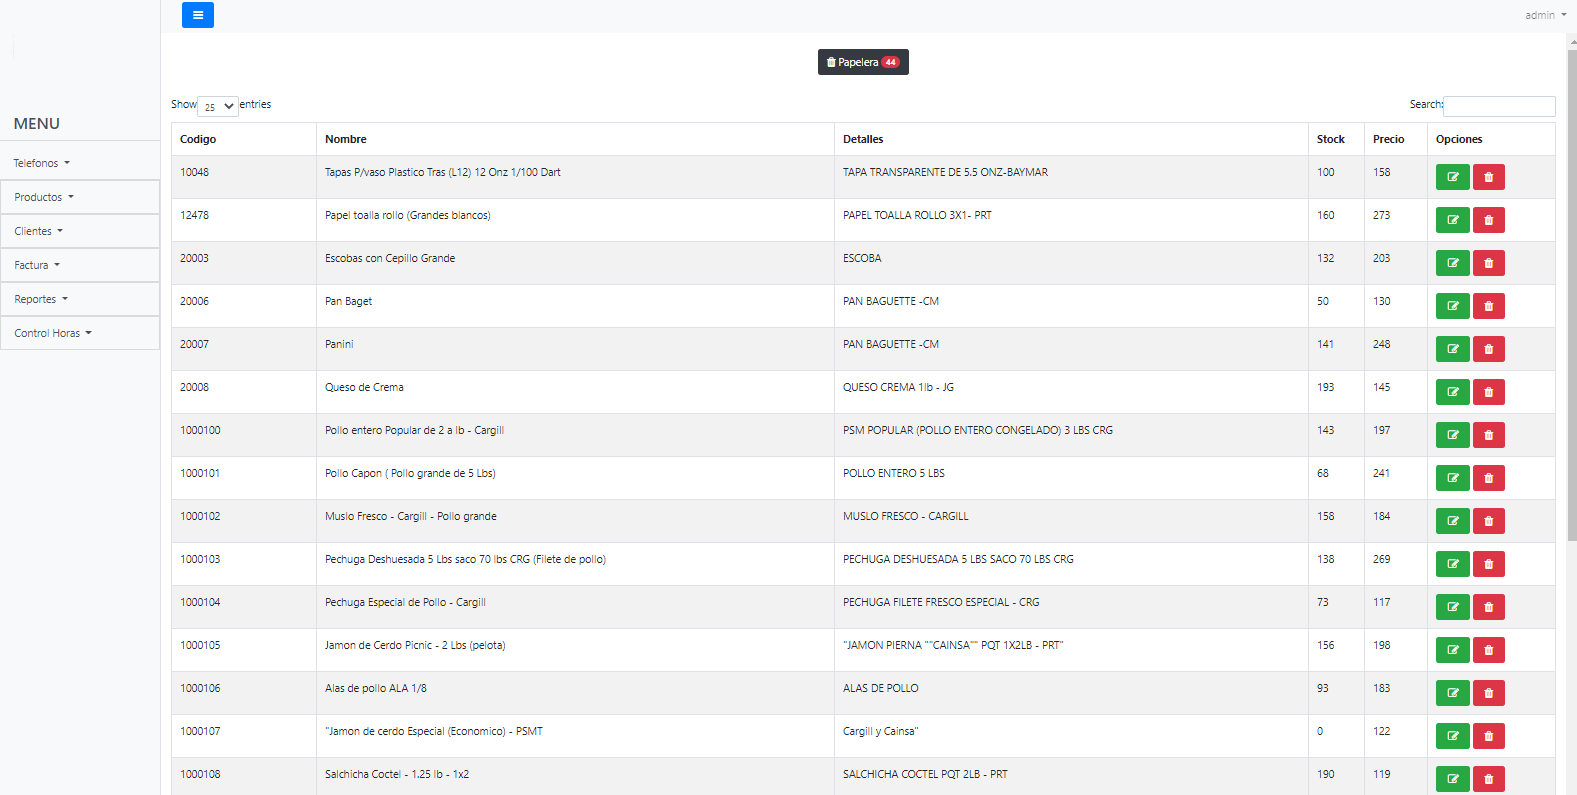 admin
Papelera 44
Show 25 entries
Search:
MENU
Telefonos
Productos
Clientes
Factura
Reportes
Control Horas
Codigo Nombre Detalles Stock Precio Opciones
10048 Tapas P/vaso Plastico Tras (L12) 12 Onz 1/100 Dart TAPA TRANSPARENTE DE 5.5 ONZ-BAYMAR 100 158
12478 Papel toalla rollo (Grandes blancos) PAPEL TOALLA ROLLO 3X1- PRT 160 273
20003 Escobas con Cepillo Grande ESCOBA 132 203
20006 Pan Baget PAN BAGUETTE -CM 50 130
20007 Panini PAN BAGUETTE -CM 141 248
20008 Queso de Crema QUESO CREMA 1lb - JG 193 145
1000100 Pollo entero Popular de 2 a lb - Cargill PSM POPULAR (POLLO ENTERO CONGELADO) 3 LBS CRG 143 197
1000101 Pollo Capon ( Pollo grande de 5 Lbs) POLLO ENTERO 5 LBS 68 241
1000102 Muslo Fresco - Cargill - Pollo grande MUSLO FRESCO - CARGILL 158 184
1000103 Pechuga Deshuesada 5 Lbs saco 70 lbs CRG (Filete de pollo) PECHUGA DESHUESADA 5 LBS SACO 70 LBS CRG 138 269
1000104 Pechuga Especial de Pollo - Cargill PECHUGA FILETE FRESCO ESPECIAL - CRG 73 117
1000105 Jamon de Cerdo Picnic - 2 Lbs (pelota) "JAMON PIERNA ""CAINSA"" PQT 1X2LB - PRT" 156 198
1000106 Alas de pollo ALA 1/8 ALAS DE POLLO 93 183
1000107 "Jamon de cerdo Especial (Economico) - PSMT Cargill y Cainsa" 0 122
1000108 Salchicha Coctel - 1.25 lb - 1x2 SALCHICHA COCTEL PQT 2LB - PRT 190 119